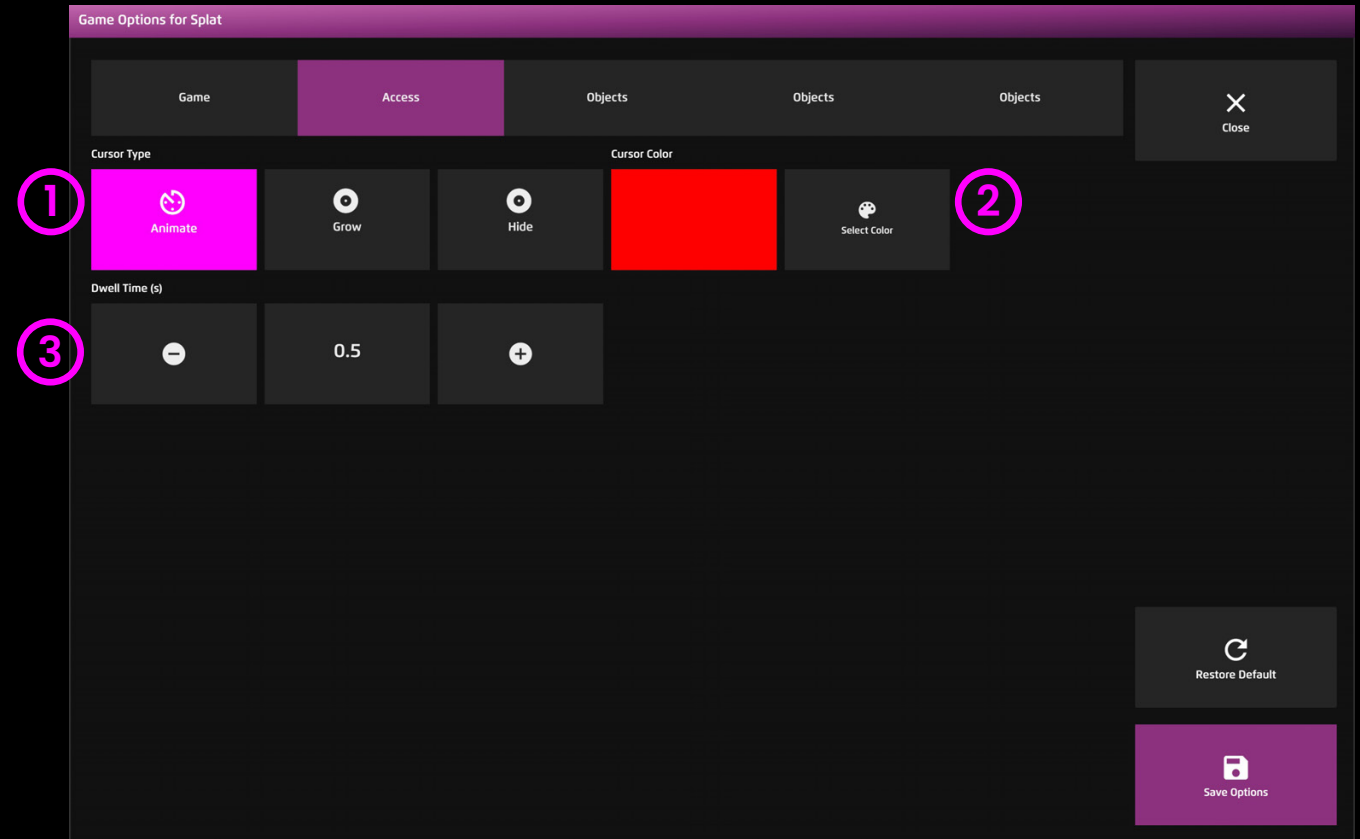 Game Options for Splat
Game
Access
Objects
Objects
Objects
Close
Cursor Type
Cursor Color
1
Animate
Grow
Hide
Select Color
2
Dwell Time (s)
3
0.5
Restore Default
Save Options